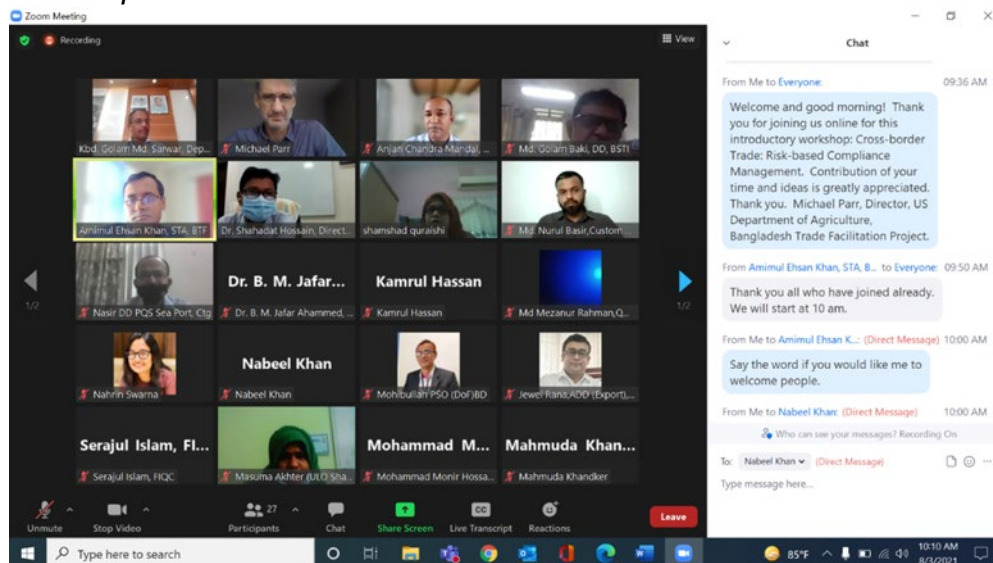 Zoom Meeting
Recording
View
Kbd. Golam Md. Sarwar, Dep...
Michael Parr
Anjan Chandra Mandal, ...
Md. Golam Baki, DD, BSTI
Amimul Ehsan Khan, STA, BTF
Dr. Shahadat Hossain, Direct...
shamshad quraishi
Md. Nurul Basir,Custom...
Nasir DD PQS Sea Port, Ctg
Dr. B. M. Jafar...
Dr. B. M. Jafar Ahammed, ...
Kamrul Hassan
Kamrul Hassan
Md Mezanur Rahman,Q...
1/2
1/2
Nahrin Swarna
Nabeel Khan
Nabeel Khan
Mohibullah PSO (DoF)BD
Jewel Rana,ADD (Export),...
Serajul Islam, FI...
Serajul Islam, FIQC
Masuma Akhter (ULO Sha...
Mohammad M...
Mohammad Monir Hossa...
Mahmuda Khan...
Mahmuda Khandker
Unmute
Stop Video
27
Participants
Chat
Share Screen
CC
Live Transcript
Reactions
Leave
Chat
From Me to Everyone: 09:36 AM
Welcome and good morning! Thank
you for joining us online for this
introductory workshop: Cross-border
Trade: Risk-based Compliance
Management. Contribution of your
time and ideas is greatly appreciated.
Thank you. Michael Parr, Director, US
Department of Agriculture,
Bangladesh Trade Facilitation Project.
From Amimul Ehsan Khan, STA, B... to Everyone: 09:50 AM
Thank you all who have joined already.
We will start at 10 am.
From Me to Amimul Ehsan K...: (Direct Message) 10:00 AM
Say the word if you would like me to
welcome people.
From Me to Nabeel Khan: (Direct Message) 10:00 AM
Who can see your messages? Recording On
To: Nabeel Khan (Direct Message)
Type message here...
Type here to search
85°F
10:10 AM
8/3/2021